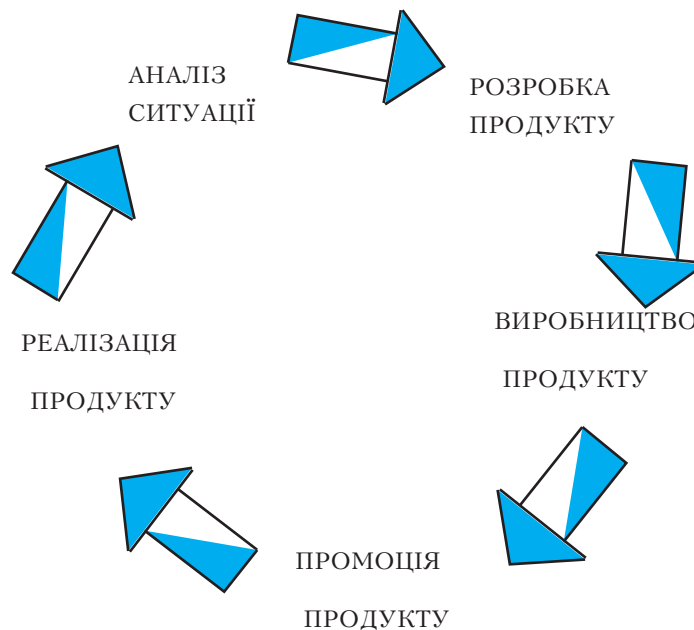 АНАЛІЗ
СИТУАЦІЇ
РОЗРОБКА
ПРОДУКТУ
ВИРОБНИЦТВО
ПРОДУКТУ
ПРОМОЦІЯ
ПРОДУКТУ
РЕАЛІЗАЦІЯ
ПРОДУКТУ